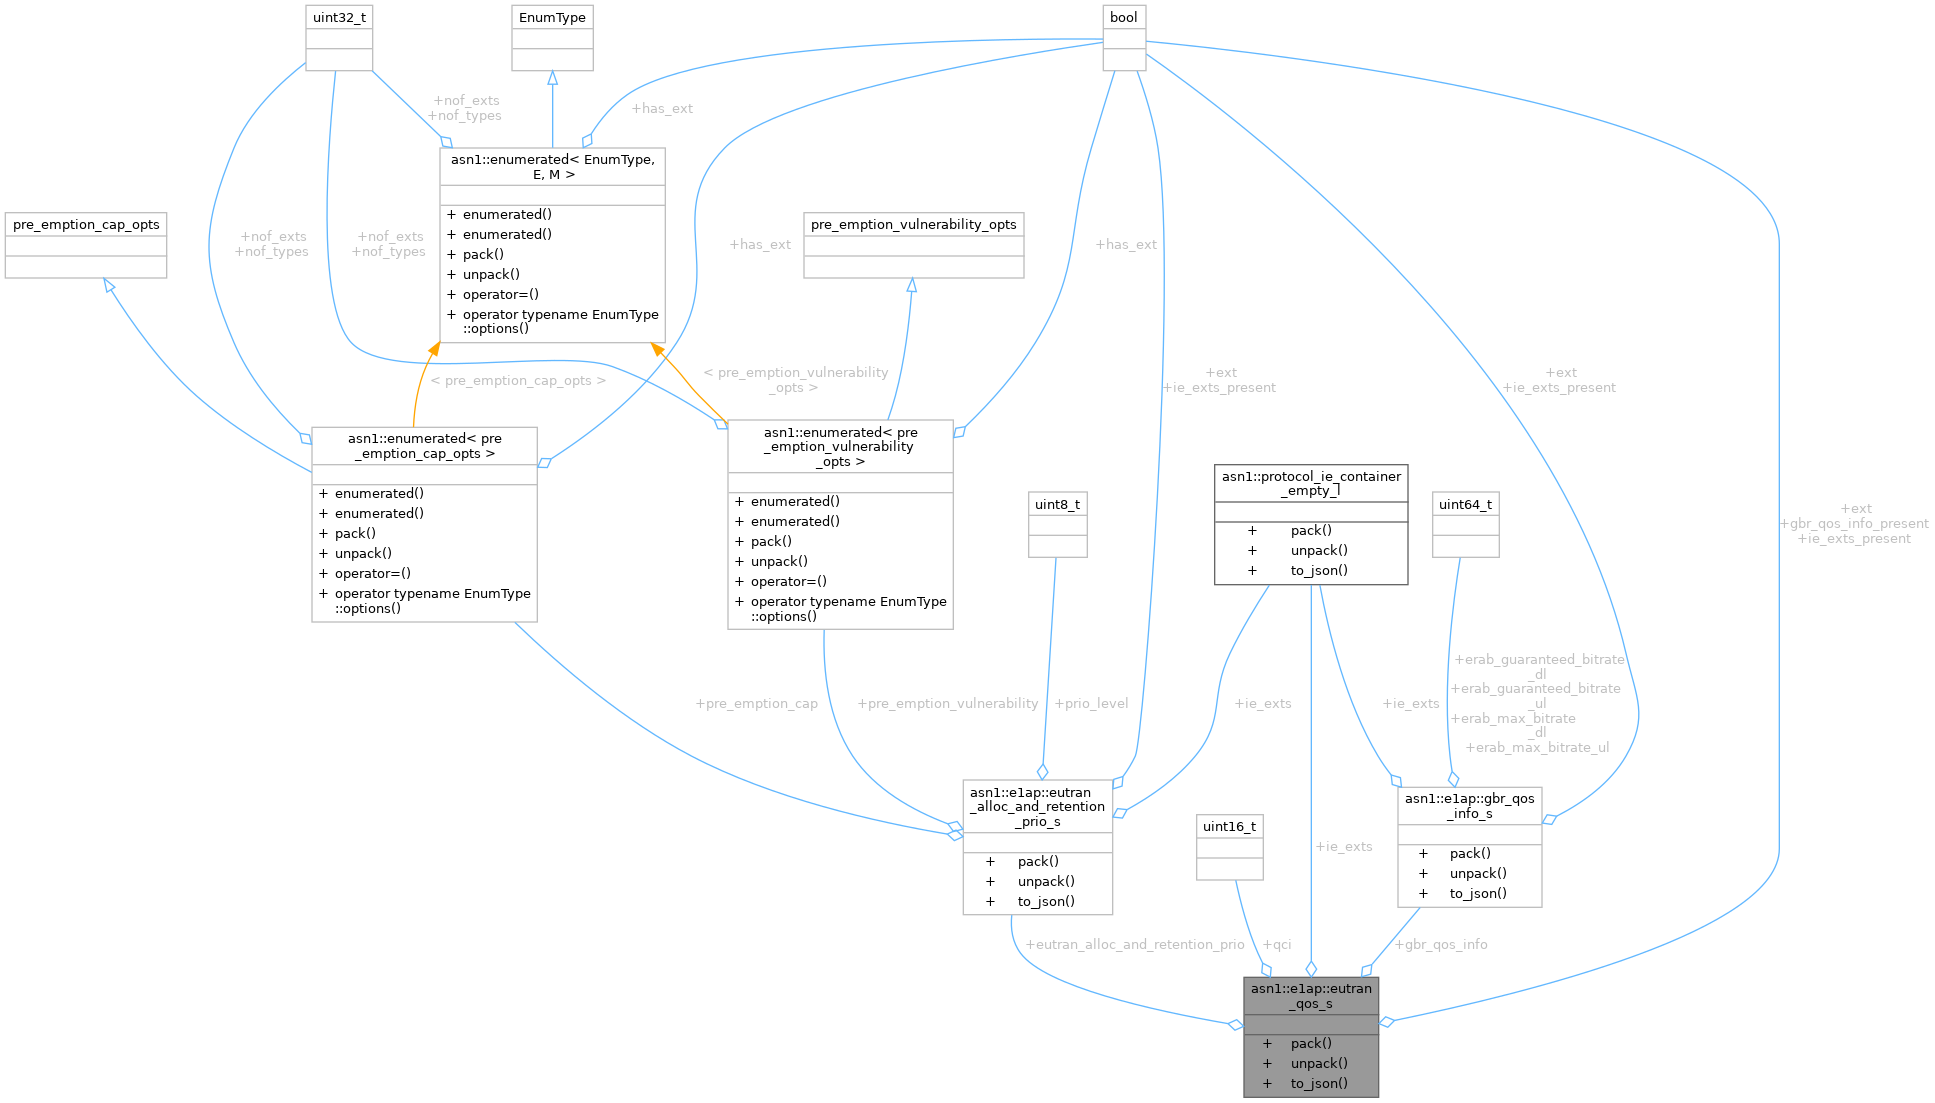 uint32_t
EnumType
bool
+nof_exts
+nof_types
+has_ext
asn1::enumerated< EnumType,
E, M >
+ enumerated()
+ enumerated()
+ pack()
+ unpack()
+ operator=()
+ operator typename EnumType
::options()
pre_emption_cap_opts
+nof_exts
+nof_types
+nof_exts
+nof_types
+has_ext
pre_emption_vulnerability_opts
+has_ext
< pre_emption_cap_opts >
< pre_emption_vulnerability
_opts >
+ext
+ie_exts_present
+ext
+ie_exts_present
asn1::enumerated< pre
_emption_cap_opts >
+ enumerated()
+ enumerated()
+ pack()
+ unpack()
+ operator=()
+ operator typename EnumType
::options()
asn1::enumerated< pre
_emption_vulnerability
_opts >
+ enumerated()
+ enumerated()
+ pack()
+ unpack()
+ operator=()
+ operator typename EnumType
::options()
uint8_t
asn1::protocol_ie_container
_empty_l
+ pack()
+ unpack()
+ to_json()
uint64_t
+ext
+gbr_qos_info_present
+ie_exts_present
+pre_emption_cap
+pre_emption_vulnerability
+prio_level
+ie_exts
+ie_exts
+erab_guaranteed_bitrate
_dl
+erab_guaranteed_bitrate
_ul
+erab_max_bitrate
_dl
+erab_max_bitrate_ul
asn1::e1ap::eutran
_alloc_and_retention
_prio_s
+ pack()
+ unpack()
+ to_json()
uint16_t
+ie_exts
asn1::e1ap::gbr_qos
_info_s
+ pack()
+ unpack()
+ to_json()
+eutran_alloc_and_retention_prio
+qci
+gbr_qos_info
asn1::e1ap::eutran
_qos_s
+ pack()
+ unpack()
+ to_json()